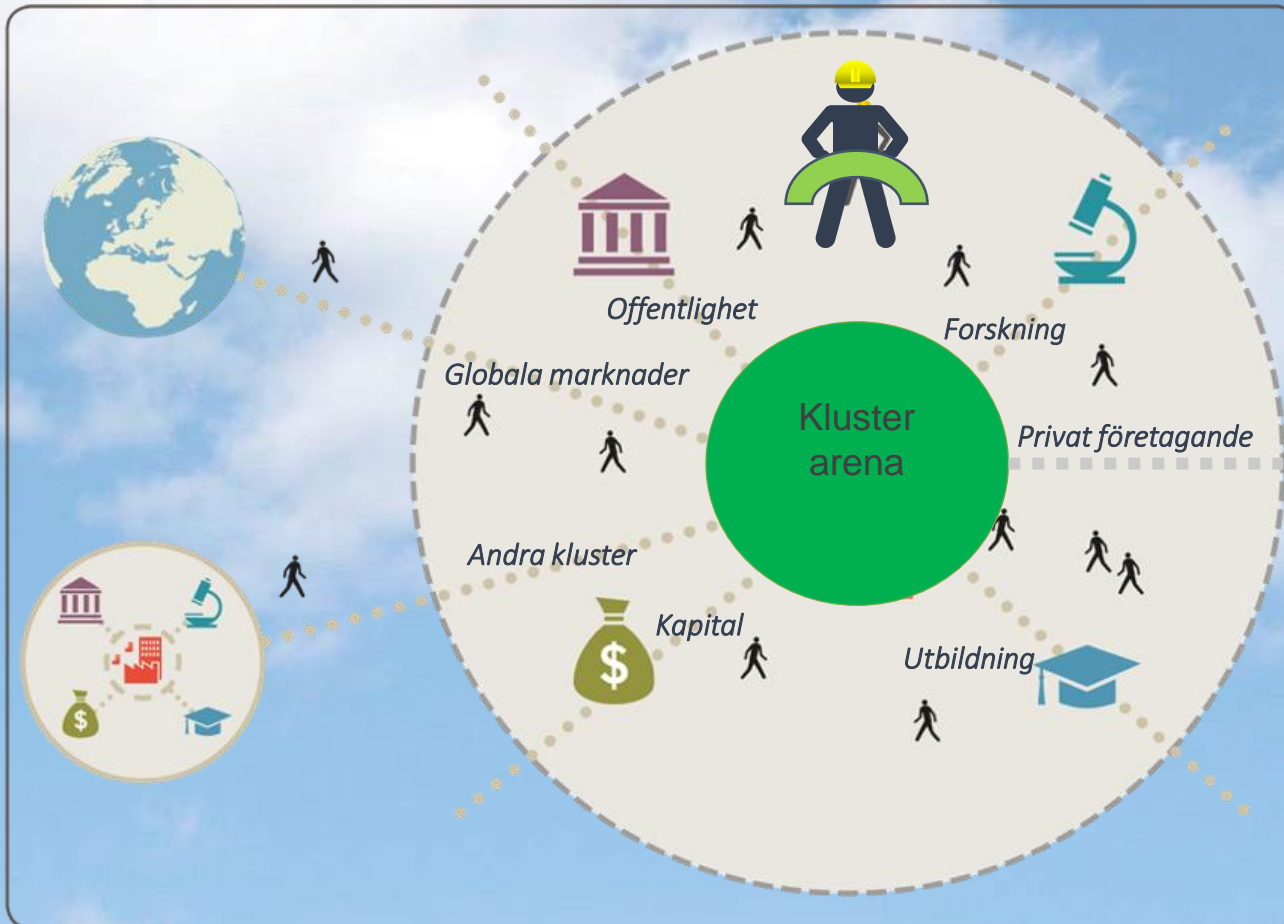 Offentlighet
Forskning
Globala marknader
Kluster
arena
Privat företagande
Andra kluster
Kapital
Utbildning
$
$